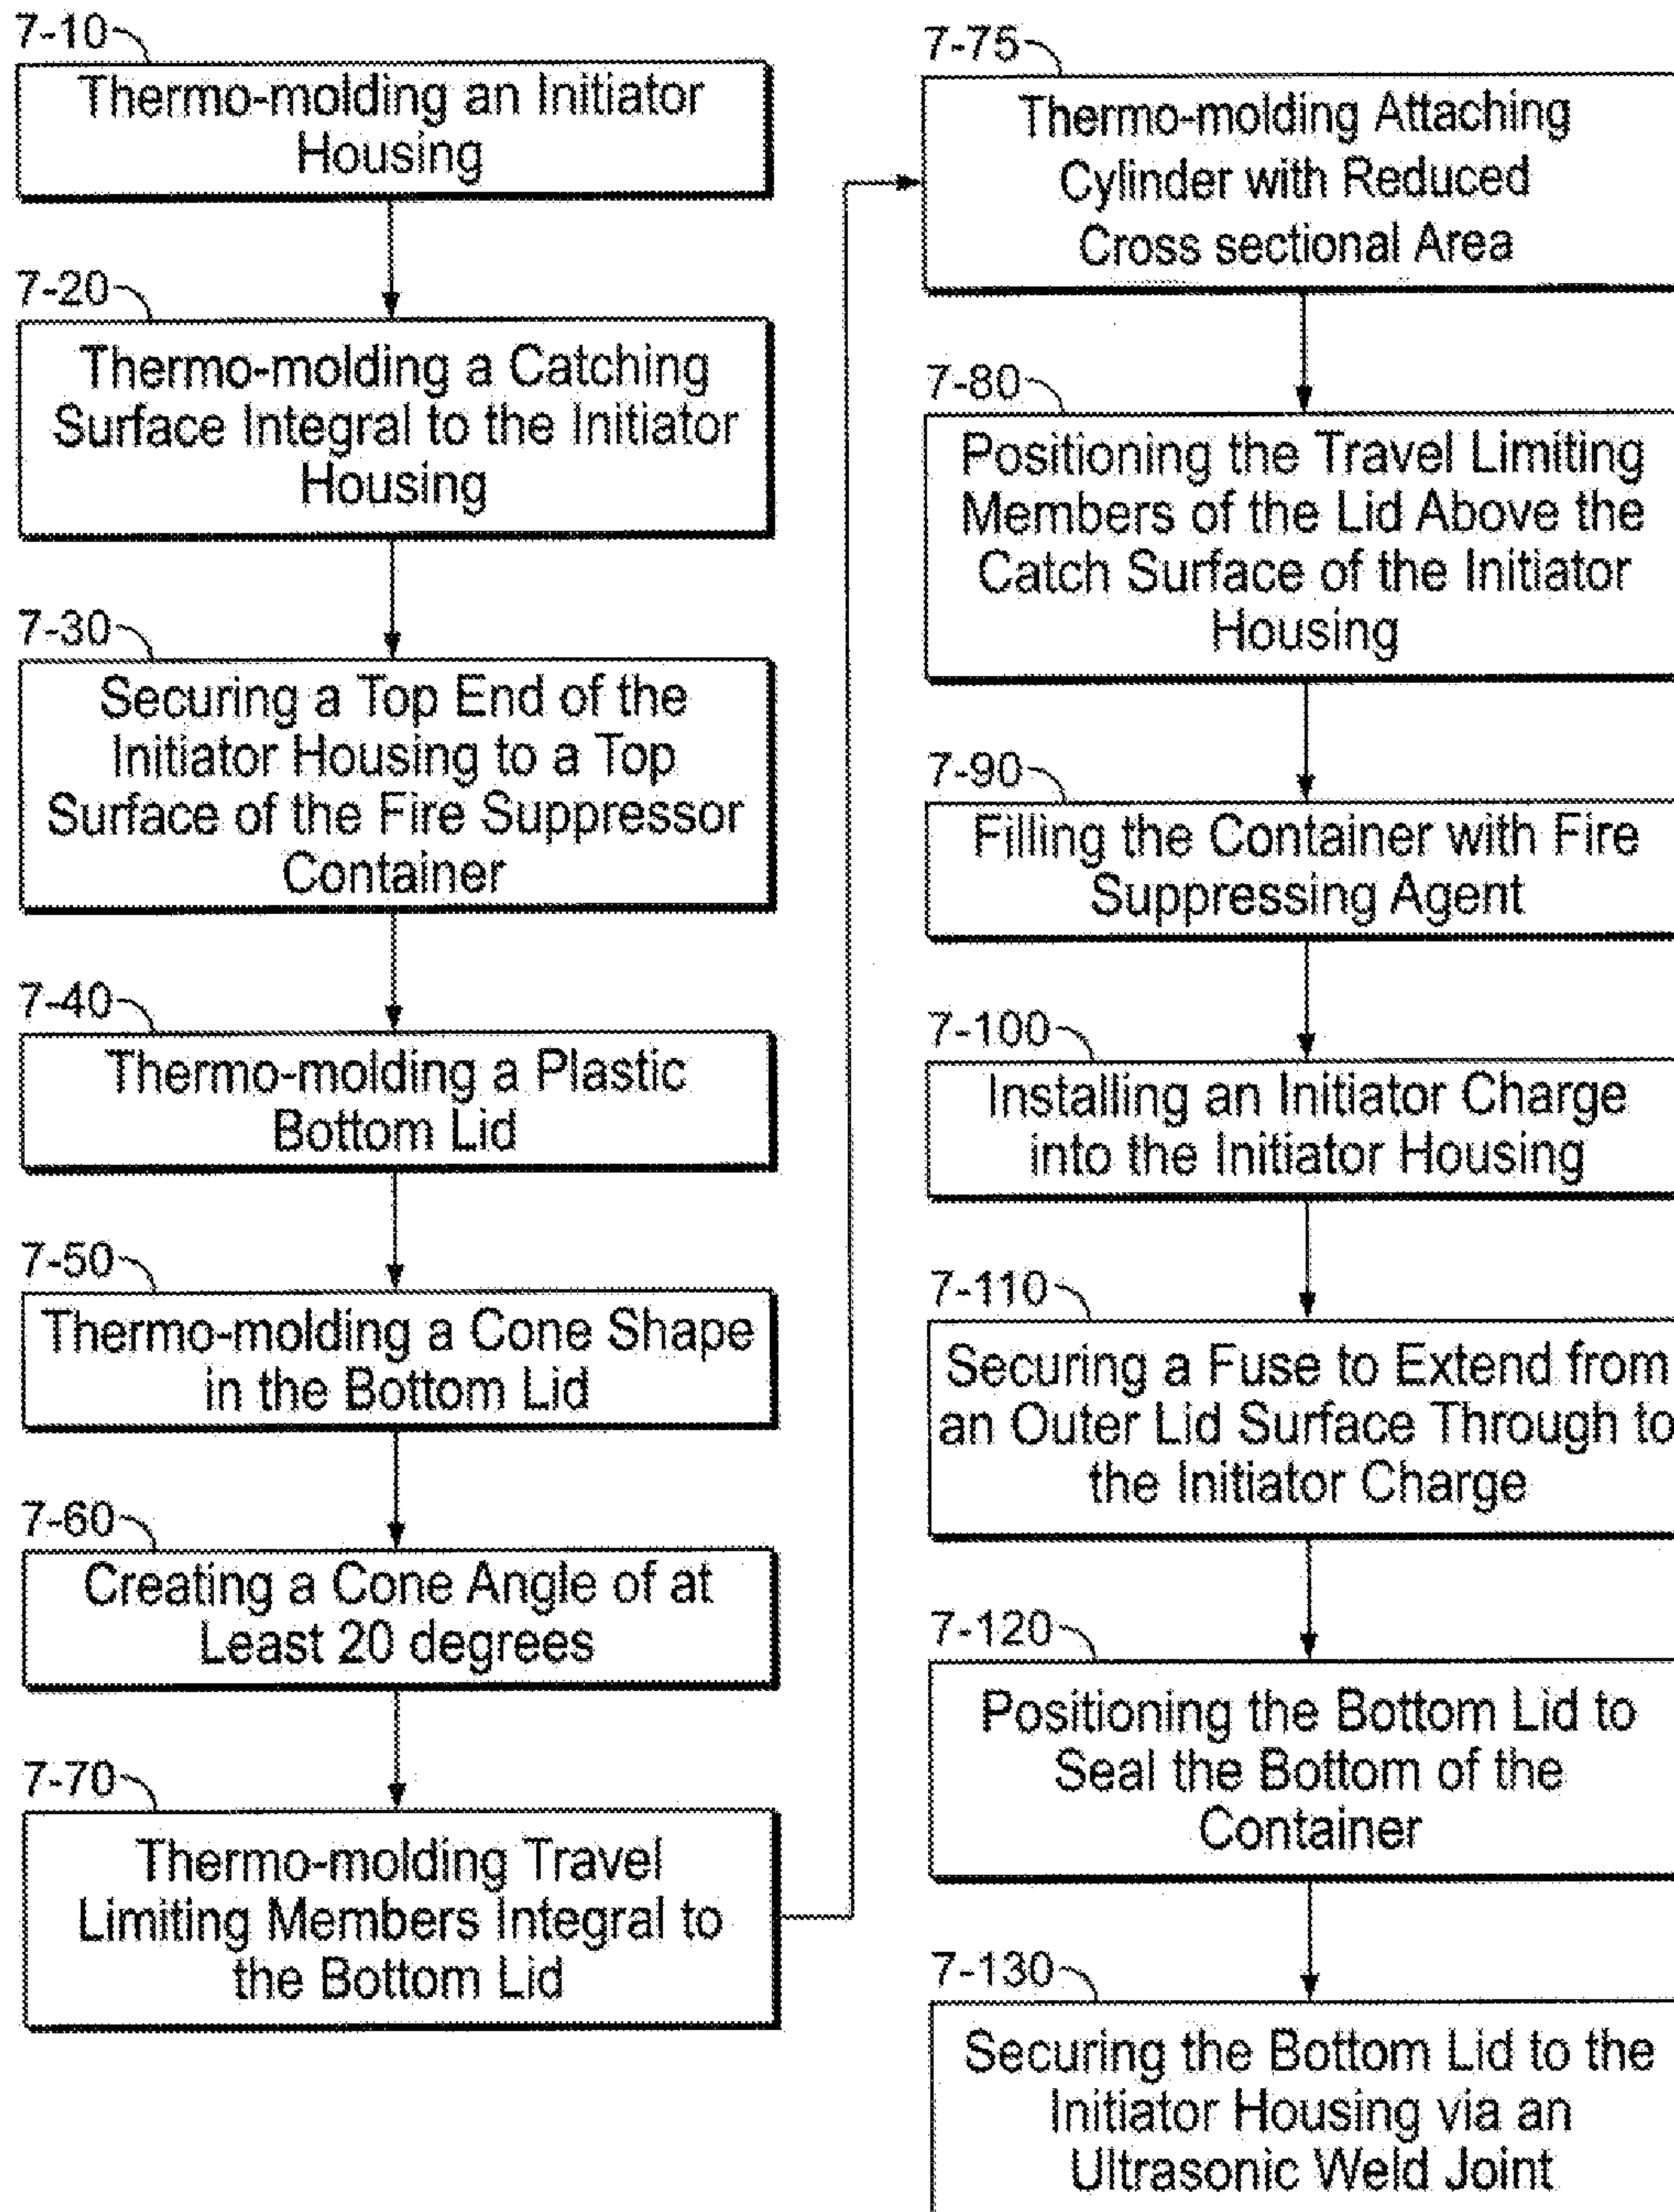 7-10
Thermo-molding an Initiator
Housing
7-20
Thermo-molding a Catching
Surface Integral to the Initiator
Housing
7-30
Securing a Top End of the
Initiator Housing to a Top
Surface of the Fire Suppressor
Container
7-40
Thermo-molding a Plastic
Bottom Lid
7-50
Thermo-molding a Cone Shape
in the Bottom Lid
7-60
Creating a Cone Angle of at
Least 20 degrees
7-70
Thermo-molding Travel
Limiting Members Integral to
the Bottom Lid
7-75
Thermo-molding Attaching
Cylinder with Reduced
Cross sectional Area
7-80
Positioning the Travel Limiting
Members of the Lid Above the
Catch Surface of the Initiator
Housing
7-90
Filling the Container with Fire
Suppressing Agent
7-100
Installing an Initiator Charge
into the Initiator Housing
7-110
Securing a Fuse to Extend from
an Outer Lid Surface Through to
the Initiator Charge
7-120
Positioning the Bottom Lid to
Seal the Bottom of the
Container
7-130
Securing the Bottom Lid to the
Initiator Housing via an
Ultrasonic Weld Joint